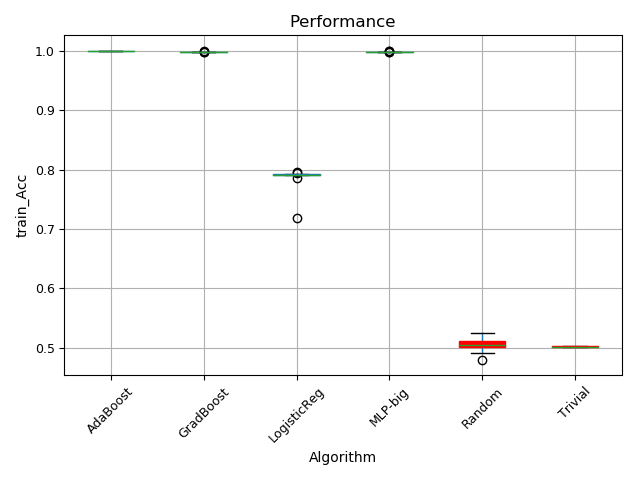 Performance
train_Acc
1.0
0.9
0.8
0.7
0.6
0.5
AdaBoost
GradBoost
LogisticReg
MLP-big
Random
Trivial
Algorithm